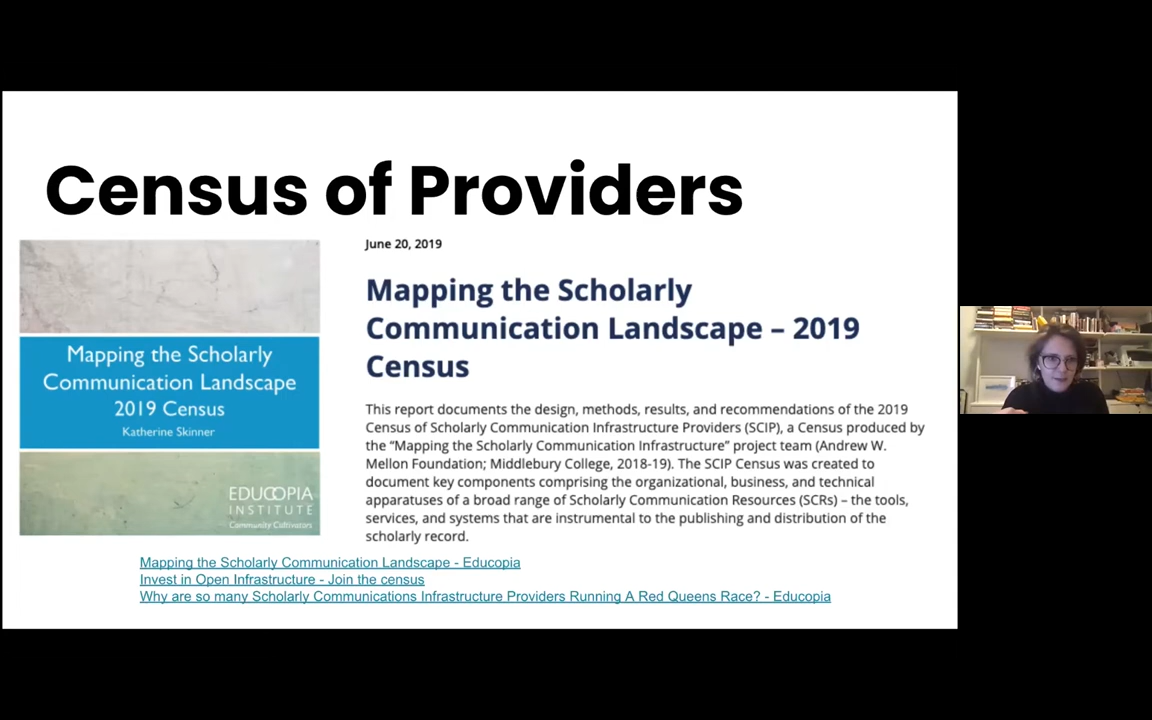 Census of Providers
Mapping the Scholarly
Communication Landscape
2019 Census
Katherine Skinner
EDUCOPIA
INSTITUTE
Community Cultivators
June 20, 2019
Mapping the Scholarly
Communication Landscape – 2019
Census
This report documents the design, methods, results, and recommendations of the 2019
Census of Scholarly Communication Infrastructure Providers (SCIP), a Census produced by
the “Mapping the Scholarly Communication Infrastructure” project team (Andrew W.
Mellon Foundation; Middlebury College, 2018-19). The SCIP Census was created to
document key components comprising the organizational, business, and technical
apparatuses of a broad range of Scholarly Communication Resources (SCRs) – the tools,
services, and systems that are instrumental to the publishing and distribution of the
scholarly record.
Mapping the Scholarly Communication Landscape - Educopia
Invest in Open Infrastructure - Join the census
Why are so many Scholarly Communications Infrastructure Providers Running A Red Queens Race? - Educopia